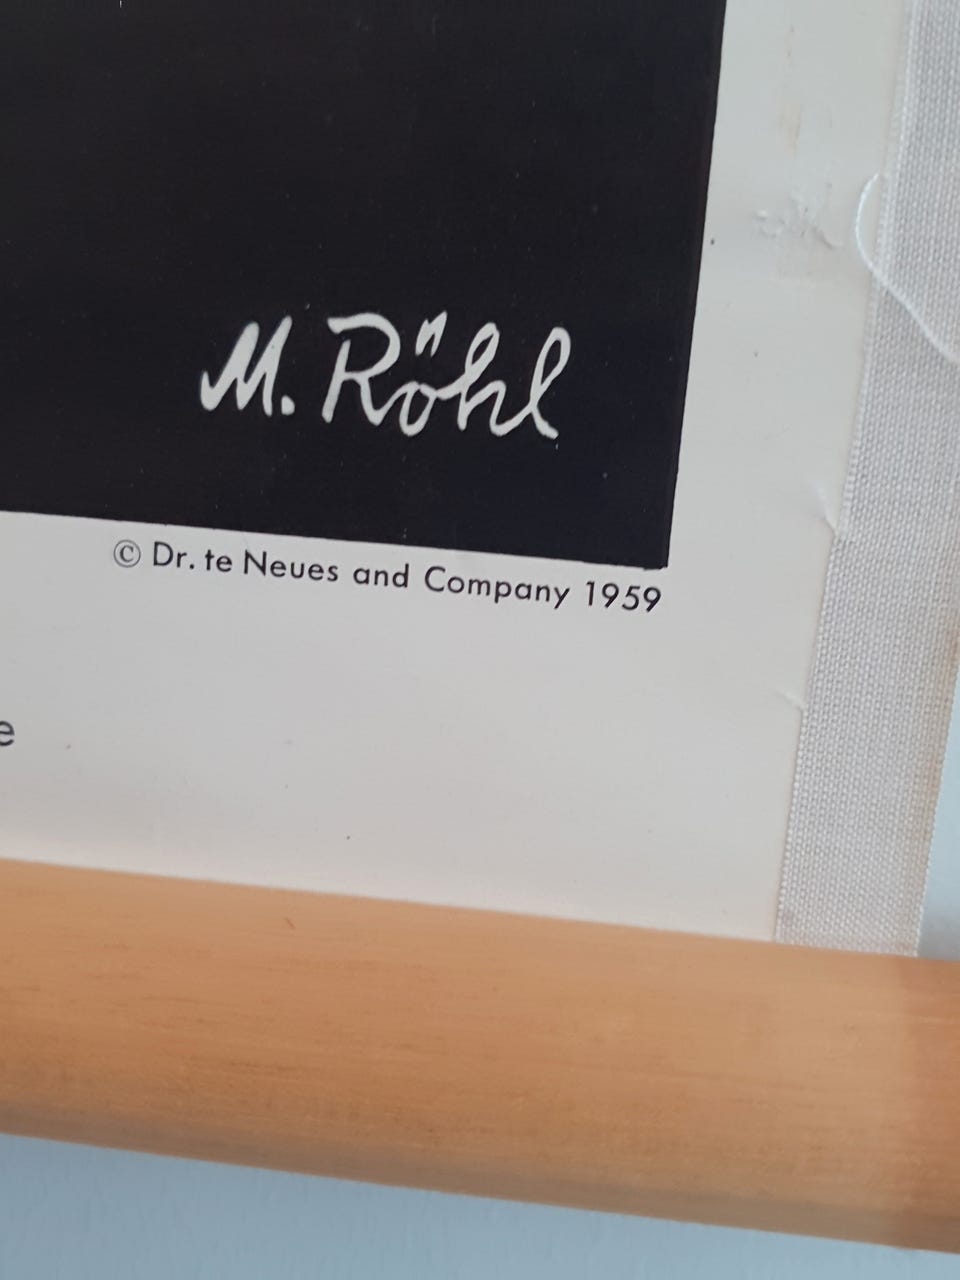 M. Röhl
© Dr. te Neues and Company 1959
e